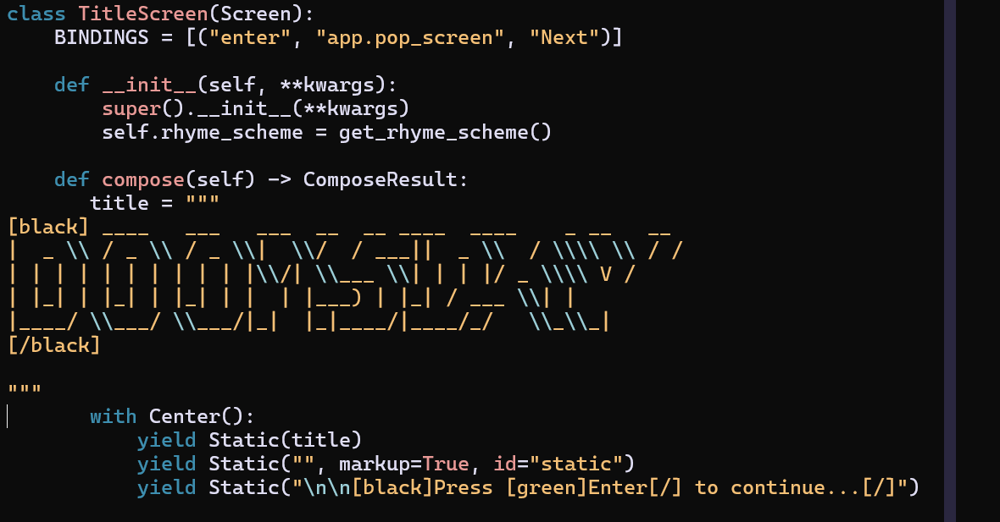 class TitleScreen(Screen):
    BINDINGS = [("enter", "app.pop_screen", "Next")]

    def __init__(self, **kwargs):
        super().__init__(**kwargs)
        self.rhyme_scheme = get_rhyme_scheme()

    def compose(self) -> ComposeResult:
       title = """
[black] ____   ___   ___  __  __ ____  ____    _ __   __
|  _ \\ / _ \\ / _ \\|  \\/  / ___||  _ \\  / \\\\ \\ / /
| | | | | | | | | | |\\/| \\___ \\| | | |/ _ \\\\ V /
| |_| | |_| | |_| | |  | |___) | |_| / ___ \\| |
|____/ \\___/ \\___/|_|  |_|____/|____/_/   \\_\\_|
[/black]

"""
       with Center():
           yield Static(title)
           yield Static("", markup=True, id="static")
           yield Static("\n\n[black]Press [green]Enter[/] to continue...[/]")